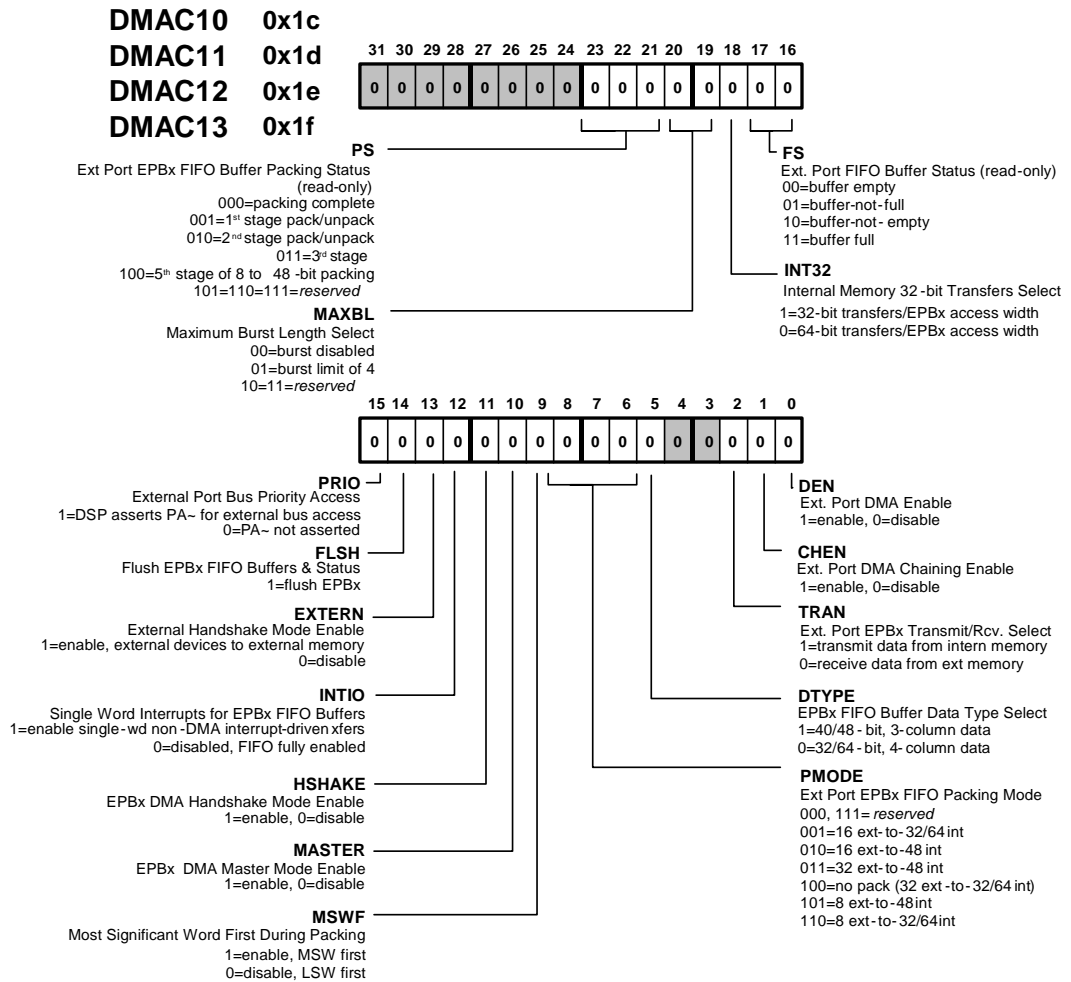 DMAC10 0x1c
DMAC11 0x1d
DMAC12 0x1e
DMAC13 0x1f
31 30 29 28 27 26 25 24 23 22 21 20 19 18 17 16
0 0 0 0 0 0 0 0 0 0 0 0 0 0 0 0
PS
Ext Port EPBx FIFO Buffer Packing Status
(read-only)
000=packing complete
001=1st stage pack/unpack
010=2nd stage pack/unpack
011=3rd stage
100=5th stage of 8 to 48 -bit packing
101=110=111=reserved
MAXBL
Maximum Burst Length Select
00=burst disabled
01=burst limit of 4
10=11=reserved
FS
Ext. Port FIFO Buffer Status (read-only)
00=buffer empty
01=buffer-not-full
10=buffer-not- empty
11=buffer full
INT32
Internal Memory 32 -bit Transfers Select
1=32-bit transfers/EPBx access width
0=64-bit transfers/EPBx access width
15 14 13 12 11 10 9 8 7 6 5 4 3 2 1 0
0 0 0 0 0 0 0 0 0 0 0 0 0 0 0 0
PRIO
External Port Bus Priority Access
1=DSP asserts PA~ for external bus access
0=PA~ not asserted
FLSH
Flush EPBx FIFO Buffers & Status
1=flush EPBx
EXTERN
External Handshake Mode Enable
1=enable, external devices to external memory
0=disable
INTIO
Single Word Interrupts for EPBx FIFO Buffers
1=enable single-wd non -DMA interrupt-driven xfers
0=disabled, FIFO fully enabled
HSHAKE
EPBx DMA Handshake Mode Enable
1=enable, 0=disable
MASTER
EPBx DMA Master Mode Enable
1=enable, 0=disable
MSWF
Most Significant Word First During Packing
1=enable, MSW first
0=disable, LSW first
DEN
Ext. Port DMA Enable
1=enable, 0=disable
CHEN
Ext. Port DMA Chaining Enable
1=enable, 0=disable
TRAN
Ext. Port EPBx Transmit/Rcv. Select
1=transmit data from intern memory
0=receive data from ext memory
DTYPE
EPBx FIFO Buffer Data Type Select
1=40/48 - bit, 3-column data
0=32/64 - bit, 4- column data
PMODE
Ext Port EPBx FIFO Packing Mode
000, 111= reserved
001=16 ext-to-32/64 int
010=16 ext-to-48 int
011=32 ext-to-48 int
100=no pack (32 ext -to-32/64 int)
101=8 ext-to-48int
110=8 ext-to-32/64int